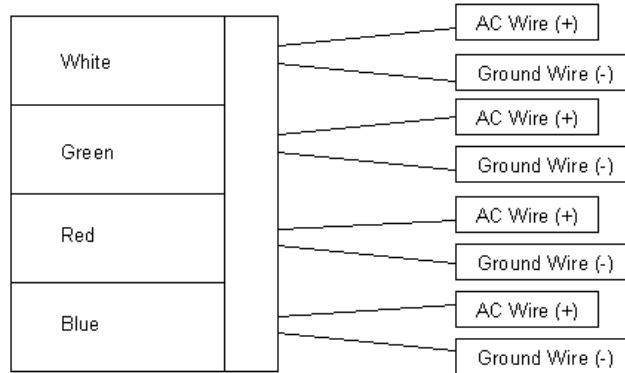 White
AC Wire (+)
Ground Wire (-)
Green
AC Wire (+)
Ground Wire (-)
Red
AC Wire (+)
Ground Wire (-)
Blue
AC Wire (+)
Ground Wire (-)